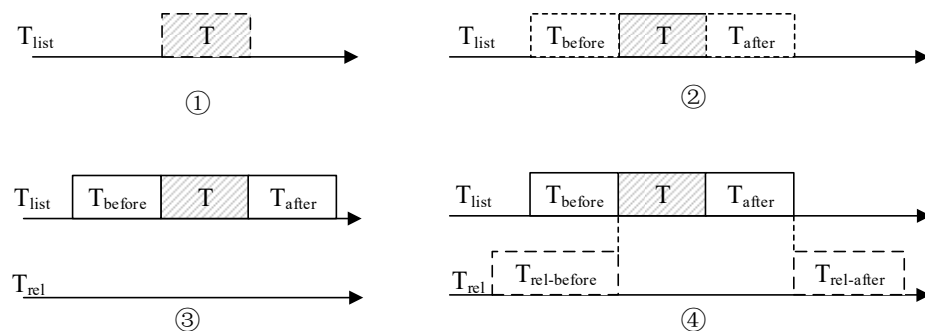 T_list T
①
T_list T_before T T_after
②
T_list T_before T T_after
T_rel
③
T_list T_before T T_after
T_rel T_rel-before T_rel-after
④